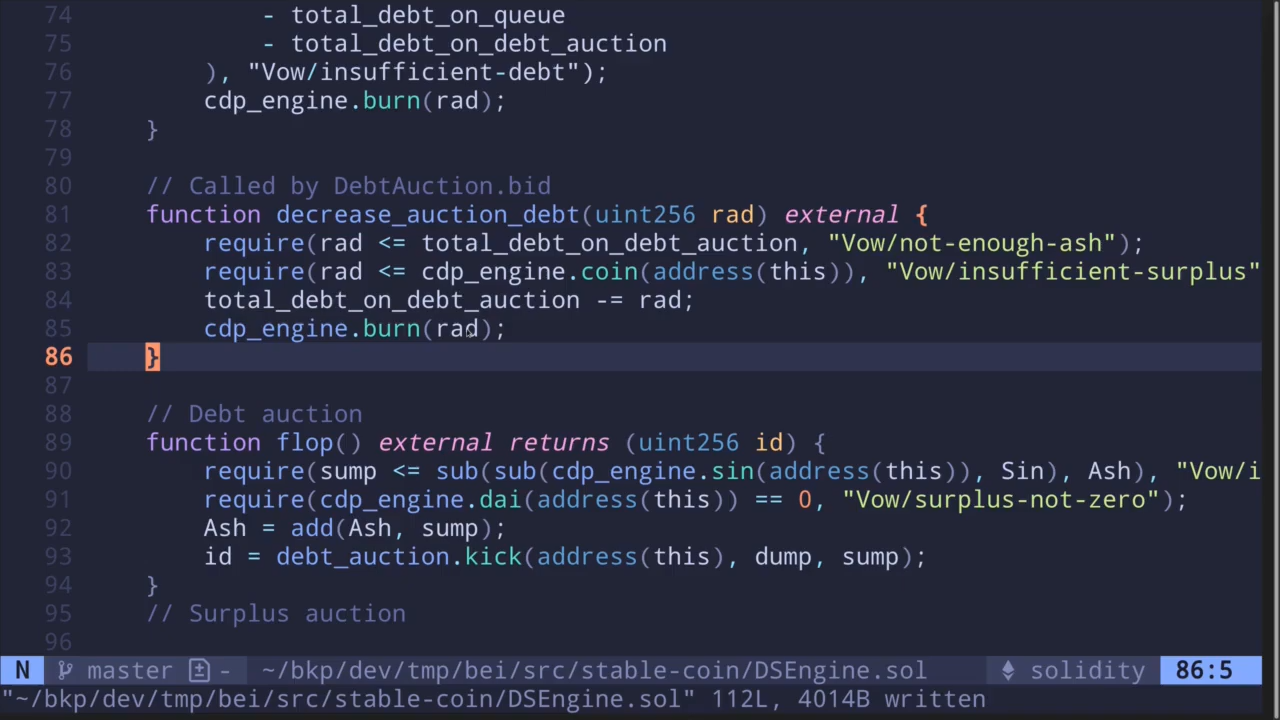 74                 - total_debt_on_queue
75                 - total_debt_on_debt_auction
76             ), "Vow/insufficient-debt");
77             cdp_engine.burn(rad);
78         }
79
80         // Called by DebtAuction.bid
81         function decrease_auction_debt(uint256 rad) external {
82             require(rad <= total_debt_on_debt_auction, "Vow/not-enough-ash");
83             require(rad <= cdp_engine.coin(address(this)), "Vow/insufficient-surplus"
84             total_debt_on_debt_auction -= rad;
85             cdp_engine.burn(rad);
86         }
87
88         // Debt auction
89         function flop() external returns (uint256 id) {
90             require(sump <= sub(sub(cdp_engine.sin(address(this)), Sin), Ash), "Vow/i
91             require(cdp_engine.dai(address(this)) == 0, "Vow/surplus-not-zero");
92             Ash = add(Ash, sump);
93             id = debt_auction.kick(address(this), dump, sump);
94         }
95         // Surplus auction
96
N master - ~/bkp/dev/tmp/bei/src/stable-coin/DSEngine.sol solidity 86:5
"~/bkp/dev/tmp/bei/src/stable-coin/DSEngine.sol" 112L, 4014B written